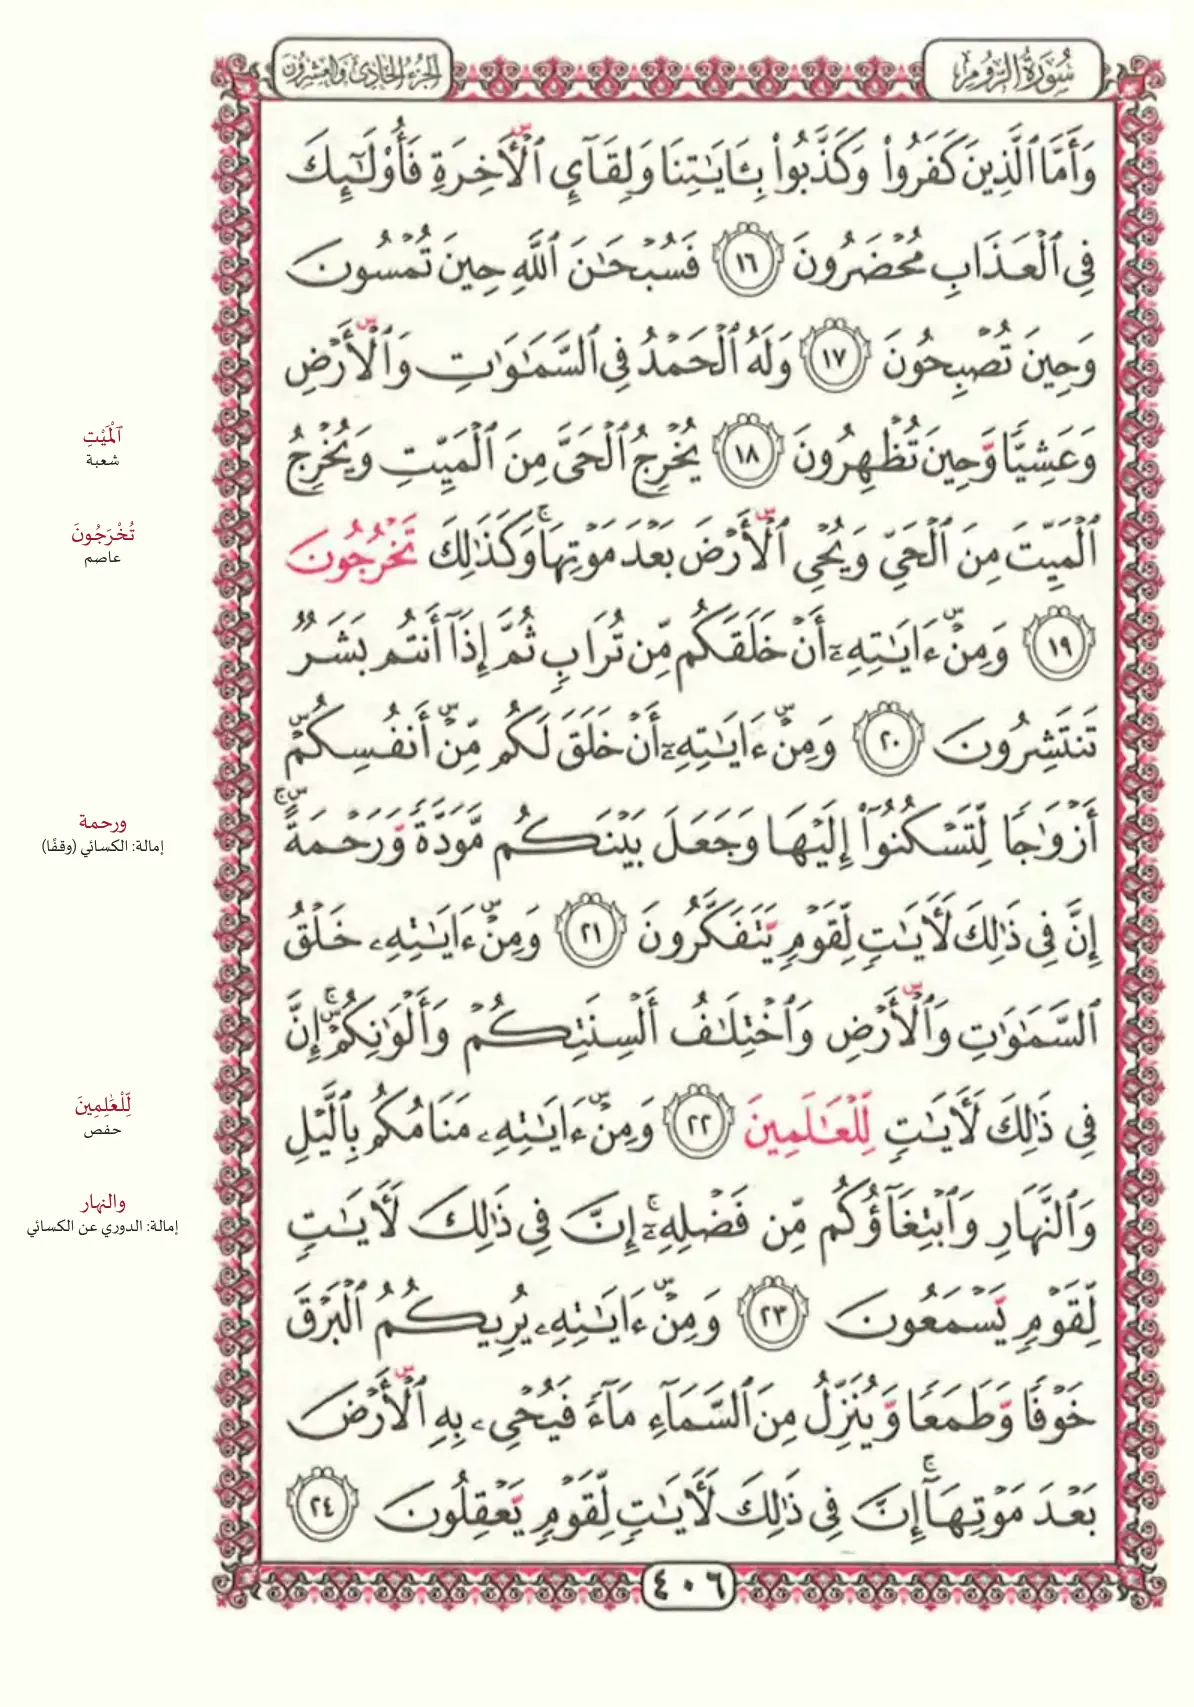 سُورَةُ الرُّومِ
الجُزءُ الحَادِي وَالعِشْرُونَ
وَأَمَّا ٱلَّذِينَ كَفَرُواْ وَكَذَّبُواْ بِـَٔايَٰتِنَا وَلِقَآيِٕ ٱلۡأٓخِرَةِ فَأُوْلَٰٓئِكَ
فِي ٱلۡعَذَابِ مُحۡضَرُونَ ١٦ فَسُبۡحَٰنَ ٱللَّهِ حِينَ تُمۡسُونَ
وَحِينَ تُصۡبِحُونَ ١٧ وَلَهُ ٱلۡحَمۡدُ فِي ٱلسَّمَٰوَٰتِ وَٱلۡأَرۡضِ
وَعَشِيّٗا وَحِينَ تُظۡهِرُونَ ١٨ يُخۡرِجُ ٱلۡحَيَّ مِنَ ٱلۡمَيِّتِ وَيُخۡرِجُ
ٱلۡمَيِّتَ مِنَ ٱلۡحَيِّ وَيُحۡيِ ٱلۡأَرۡضَ بَعۡدَ مَوۡتِهَاۚ وَكَذَٰلِكَ تَخۡرُجُونَ
١٩ وَمِنۡ ءَايَٰتِهِۦٓ أَنۡ خَلَقَكُم مِّن تُرَابٖ ثُمَّ إِذَآ أَنتُم بَشَرٞ
تَنتَشِرُونَ ٢٠ وَمِنۡ ءَايَٰتِهِۦٓ أَنۡ خَلَقَ لَكُم مِّنۡ أَنفُسِكُمۡ
أَزۡوَٰجٗا لِّتَسۡكُنُوٓاْ إِلَيۡهَا وَجَعَلَ بَيۡنَكُم مَّوَدَّةٗ وَرَحۡمَةًۚ
إِنَّ فِي ذَٰلِكَ لَأٓيَٰتٖ لِّقَوۡمٖ يَتَفَكَّرُونَ ٢١ وَمِنۡ ءَايَٰتِهِۦ خَلۡقُ
ٱلسَّمَٰوَٰتِ وَٱلۡأَرۡضِ وَٱخۡتِلَٰفُ أَلۡسِنَتِكُمۡ وَأَلۡوَٰنِكُمۡۚ إِنَّ
فِي ذَٰلِكَ لَأٓيَٰتٖ لِّلۡعَٰلَمِينَ ٢٢ وَمِنۡ ءَايَٰتِهِۦ مَنَامُكُم بِٱلَّيۡلِ
وَٱلنَّهَارِ وَٱبۡتِغَآؤُكُم مِّن فَضۡلِهِۦٓۚ إِنَّ فِي ذَٰلِكَ لَأٓيَٰتٖ
لِّقَوۡمٖ يَسۡمَعُونَ ٢٣ وَمِنۡ ءَايَٰتِهِۦ يُرِيكُمُ ٱلۡبَرۡقَ
خَوۡفٗا وَطَمَعٗا وَيُنَزِّلُ مِنَ ٱلسَّمَآءِ مَآءٗ فَيُحۡيِۦ بِهِ ٱلۡأَرۡضَ
بَعۡدَ مَوۡتِهَآۚ إِنَّ فِي ذَٰلِكَ لَأٓيَٰتٖ لِّقَوۡمٖ يَعۡقِلُونَ ٢٤
٤٠٦
ٱلْمَيْتِ
شعبة
تُخْرَجُونَ
عاصم
ورحمة
إمالة: الكسائي (وقفًا)
لِّلْعَٰلِمِينَ
حفص
والنهار
إمالة: الدوري عن الكسائي